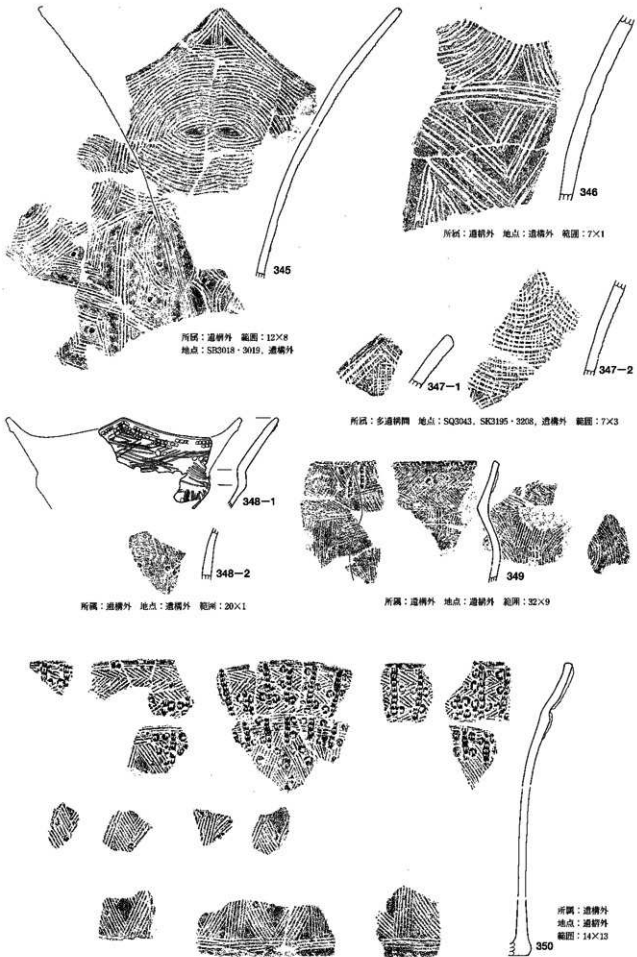 345
所属：遺構外　範囲：12×8
地点：SB3018・3019，遺構外
346
所属：遺構外　地点：遺構外　範囲：7×1
347-1
347-2
所属：多遺構間　地点：SQ3043，SK3195・3208，遺構外　範囲：7×3
348-1
348-2
所属：遺構外　地点：遺構外　範囲：20×1
349
所属：遺構外　地点：遺構外　範囲：32×9
所属：遺構外
地点：遺構外
範囲：14×13
350